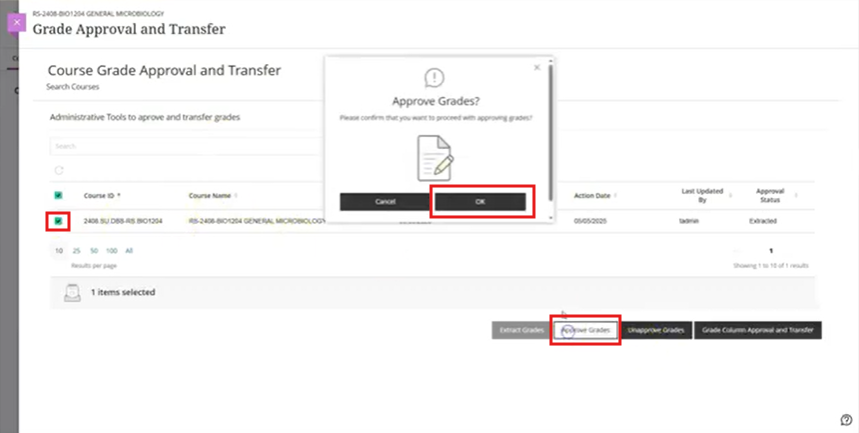 RS-2408-BIO1204 GENERAL MICROBIOLOGY
Grade Approval and Transfer
Course Grade Approval and Transfer
Search Courses
Administrative Tools to aprove and transfer grades
Search
Approve Grades?
Please confirm that you want to proceed with approving grades?
Cancel OK
Course ID Course Name Action Date Last Updated By Approval Status
2408.SU.DBB-RS.BIO1204 RS-2408-BIO1204 GENERAL MICROBIOLOGY 05/05/2025 Extracted
10 25 50 100 All 1
Results per page Showing 1 to 10 of 1 results
1 items selected
Extract Grades Approve Grades Unapprove Grades Grade Column Approval and Transfer